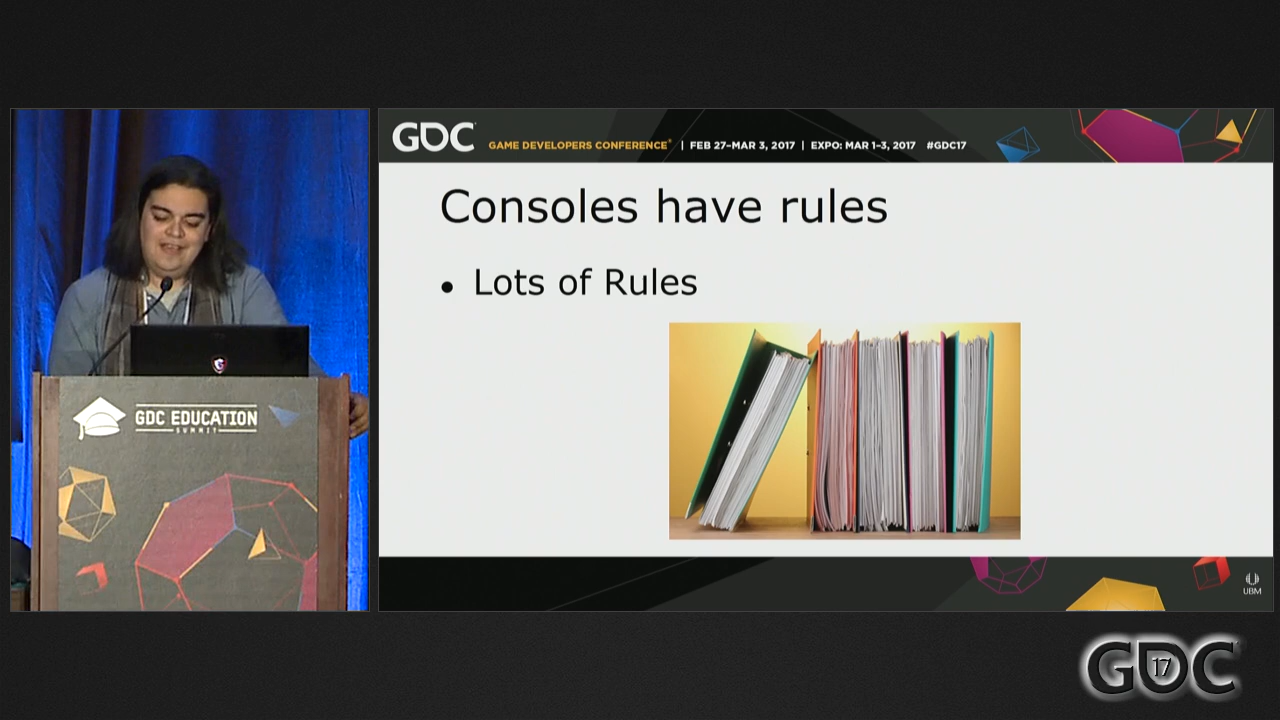 GDC GAME DEVELOPERS CONFERENCE® | FEB 27–MAR 3, 2017 | EXPO: MAR 1–3, 2017 #GDC17
Consoles have rules
• Lots of Rules
GDC EDUCATION
SUMMIT
UBM
GDC 17